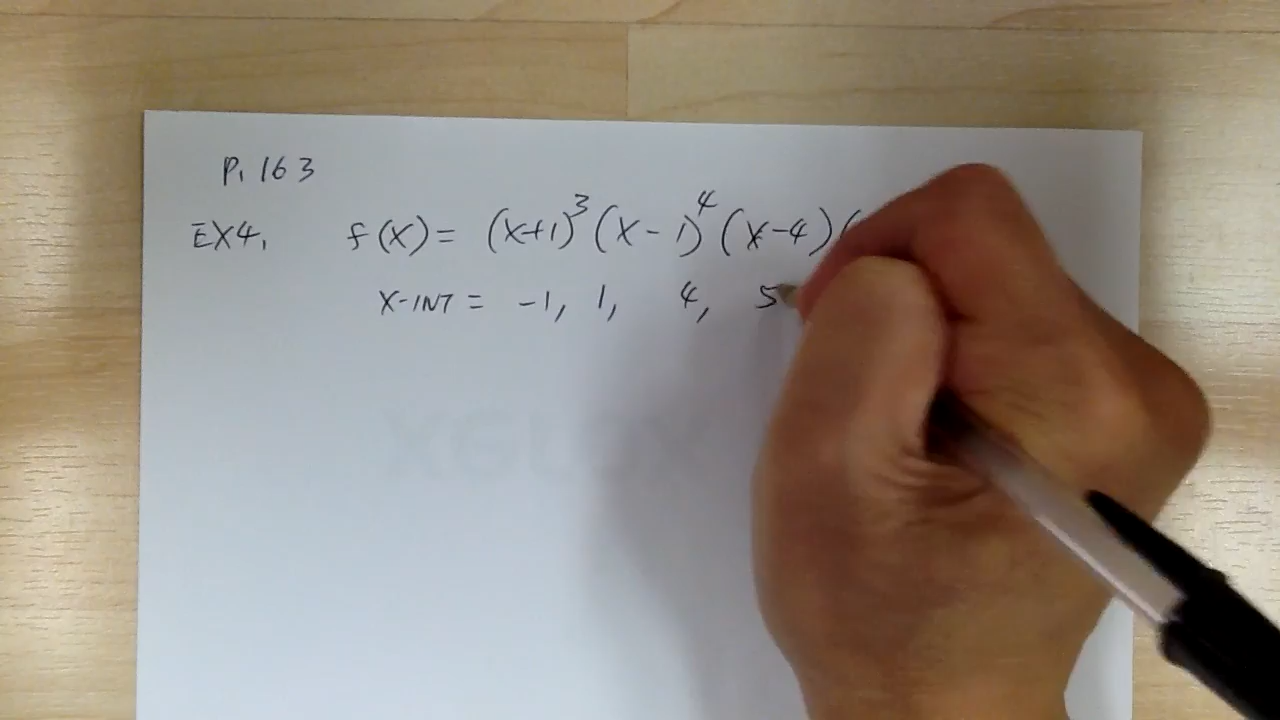 P. 163
EX4. f(x) = (x+1)³(x-1)⁴(x-4)(
x-INT = -1, 1, 4, 5